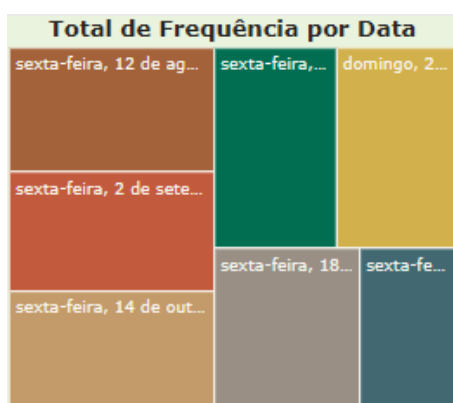 Total de Frequência por Data
sexta-feira, 12 de ag...
sexta-feira,...
domingo, 2...
sexta-feira, 2 de sete...
sexta-feira, 18...
sexta-fe...
sexta-feira, 14 de out...